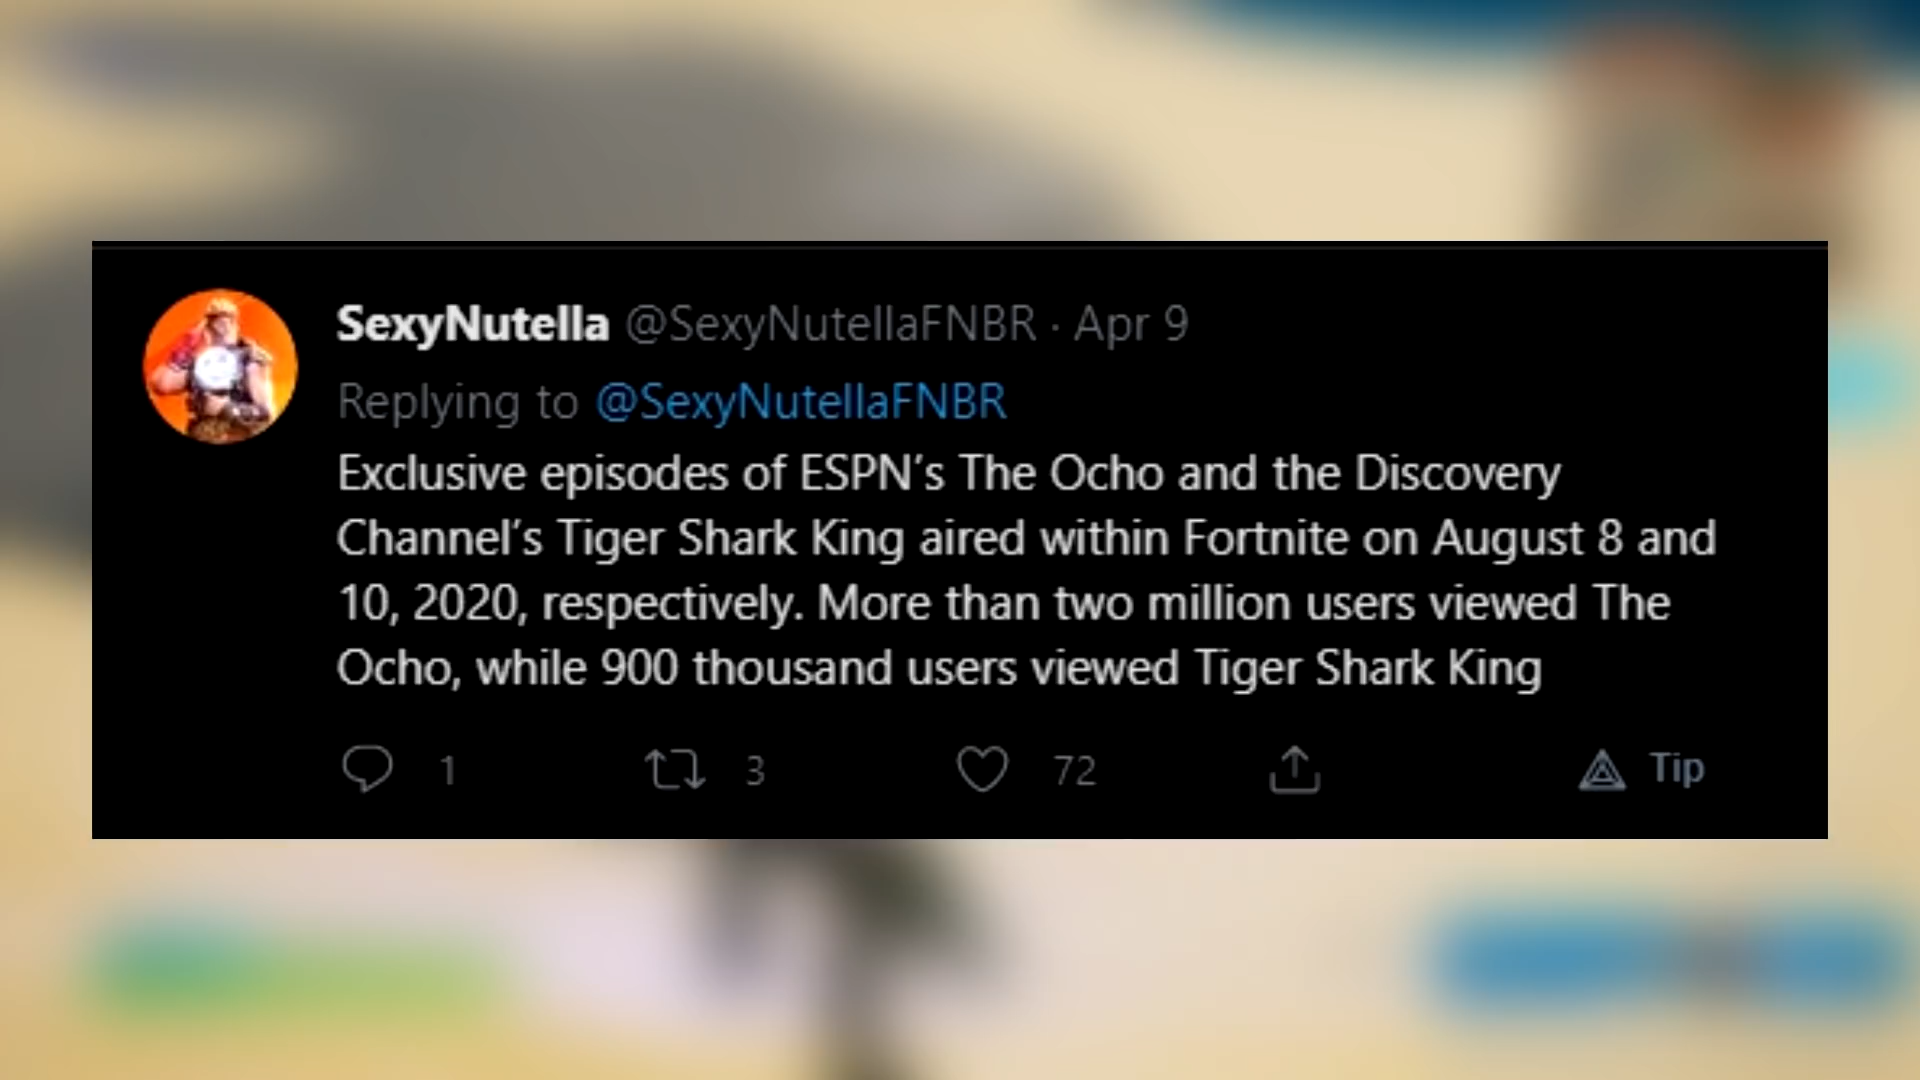 SexyNutella @SexyNutellaFNBR · Apr 9
Replying to @SexyNutellaFNBR
Exclusive episodes of ESPN’s The Ocho and the Discovery
Channel’s Tiger Shark King aired within Fortnite on August 8 and
10, 2020, respectively. More than two million users viewed The
Ocho, while 900 thousand users viewed Tiger Shark King
1 3 72 Tip